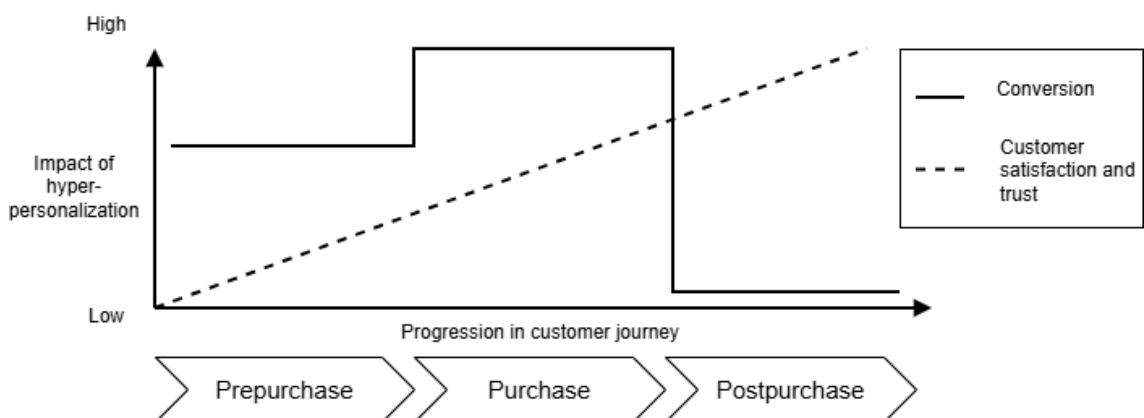 High
Impact of
hyper-
personalization
Low
Progression in customer journey
Prepurchase
Purchase
Postpurchase
Conversion
Customer
satisfaction and
trust